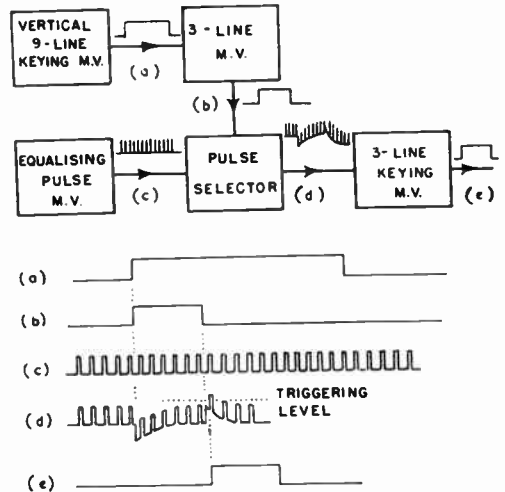 VERTICAL
9-LINE
KEYING M.V.
(a)
3-LINE
M.V.
(b)
EQUALISING
PULSE
M.V.
(c)
PULSE
SELECTOR
(d)
3-LINE
KEYING
M.V.
(e)
(a)
(b)
(c)
(d)
TRIGGERING
LEVEL
(e)